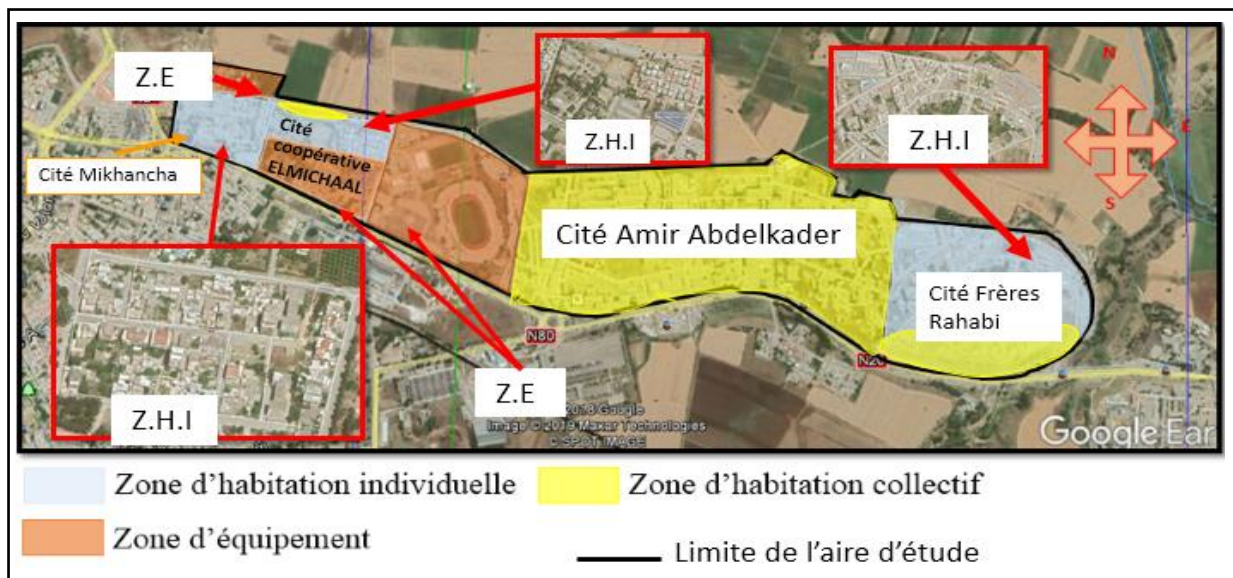 Z.E
N
Z.H.I
Z.H.I
E
Cité
coopérative
ELMICHAAL
Cité Mikhancha
Cité Amir Abdelkader
S
Cité Frères
Rahabi
N80
Z.H.I
Z.E
2018 Google
Image © 2019 Maxar Technologies
© SPOT IMAGE
Google Ear
Zone d'habitation individuelle
Zone d'habitation collectif
Zone d'équipement
Limite de l'aire d'étude